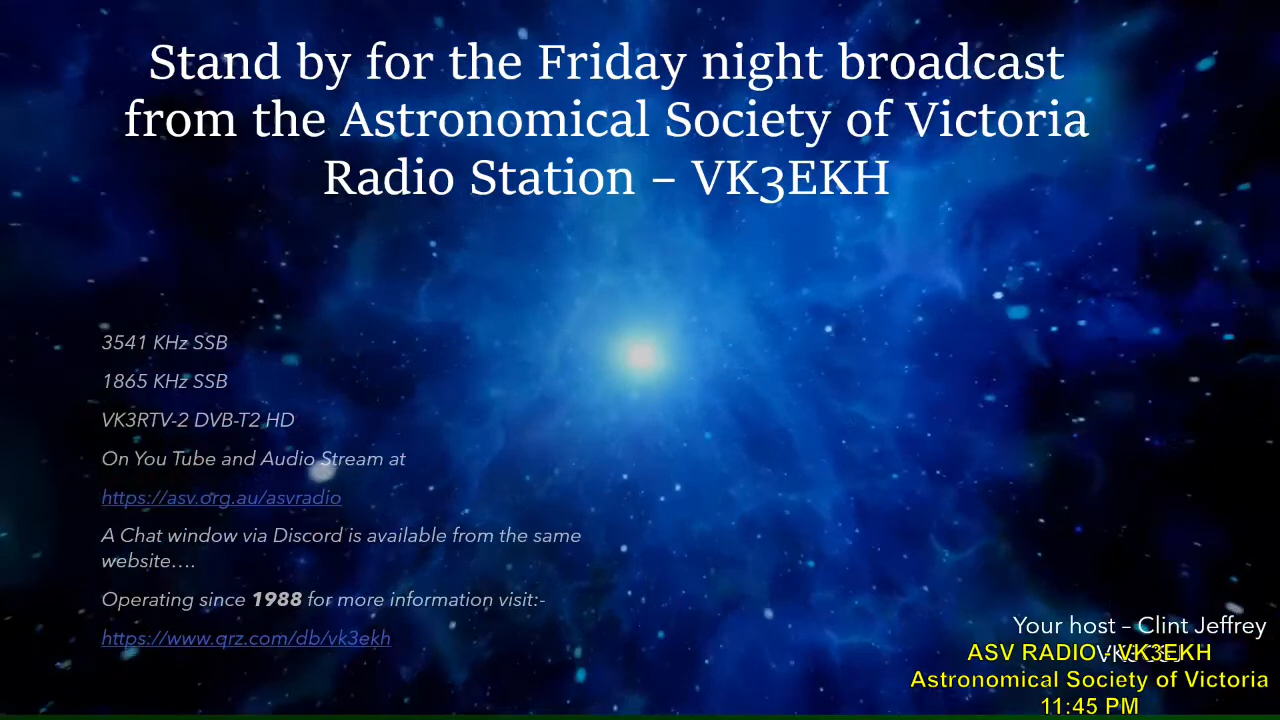 Stand by for the Friday night broadcast
from the Astronomical Society of Victoria
Radio Station – VK3EKH
3541 KHz SSB
1865 KHz SSB
VK3RTV-2 DVB-T2 HD
On You Tube and Audio Stream at
https://asv.org.au/asvradio
A Chat window via Discord is available from the same
website....
Operating since 1988 for more information visit:-
https://www.qrz.com/db/vk3ekh
Your host – Clint Jeffrey
ASV RADIO - VK3EKH
Astronomical Society of Victoria
11:45 PM